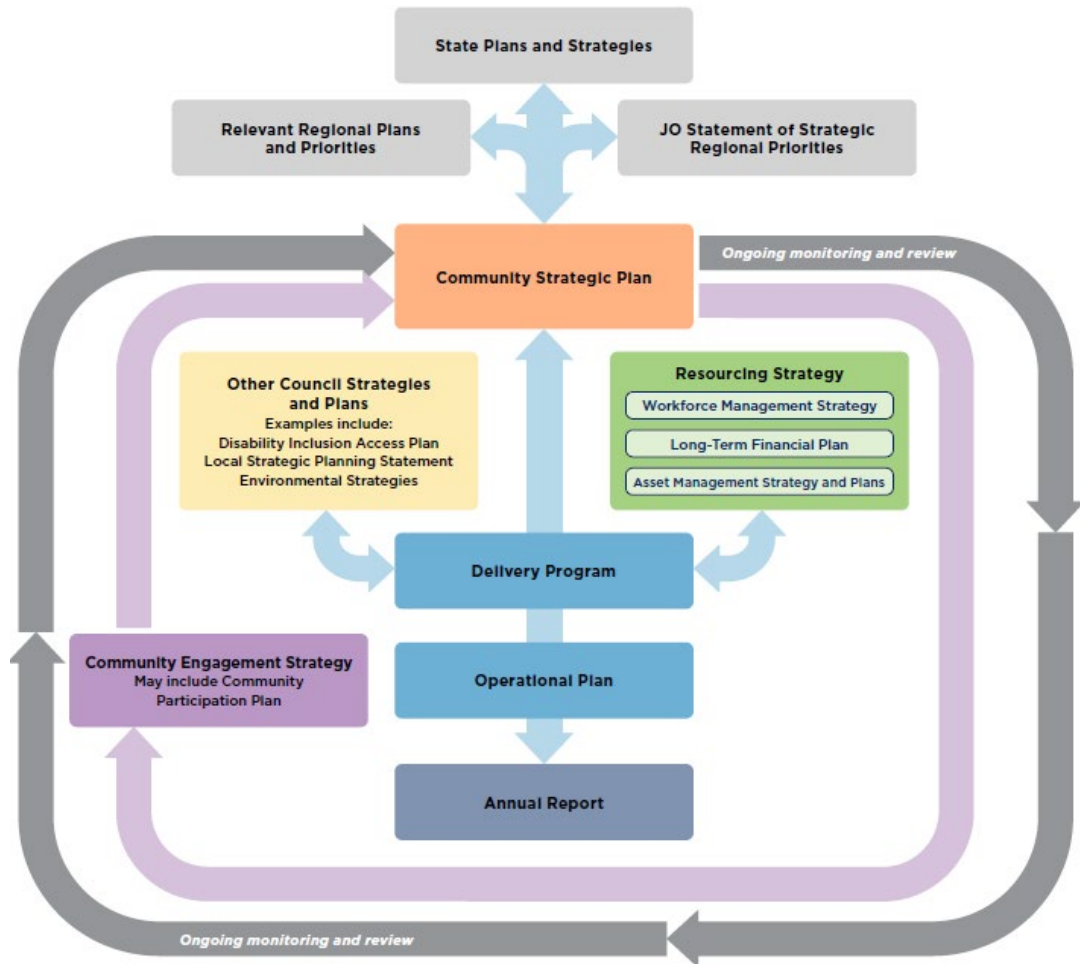 State Plans and Strategies
Relevant Regional Plans
and Priorities
JO Statement of Strategic
Regional Priorities
Community Strategic Plan
Ongoing monitoring and review
Other Council Strategies
and Plans
Examples include:
Disability Inclusion Access Plan
Local Strategic Planning Statement
Environmental Strategies
Resourcing Strategy
Workforce Management Strategy
Long-Term Financial Plan
Asset Management Strategy and Plans
Delivery Program
Community Engagement Strategy
May include Community
Participation Plan
Operational Plan
Annual Report
Ongoing monitoring and review